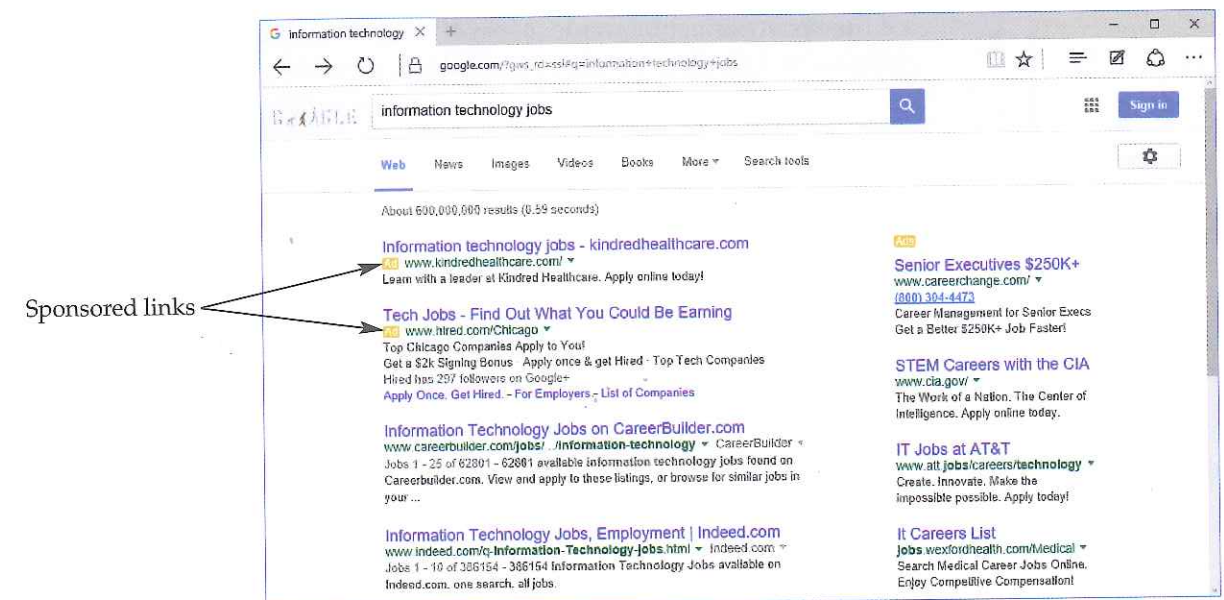 information technology
google.com/?gws_rd=ssl#q=information+technology+jobs
information technology jobs
Sign in
Web News Images Videos Books More Search tools
About 600,000,000 results (0.59 seconds)
Sponsored links
Information technology jobs - kindredhealthcare.com
Ad www.kindredhealthcare.com/
Learn with a leader at Kindred Healthcare. Apply online today!
Tech Jobs - Find Out What You Could Be Earning
Ad www.hired.com/Chicago
Top Chicago Companies Apply to You!
Get a $2k Signing Bonus · Apply once & get Hired · Top Tech Companies
Hired has 297 followers on Google+
Apply Once. Get Hired. - For Employers - List of Companies
Information Technology Jobs on CareerBuilder.com
www.careerbuilder.com/jobs/.../information-technology CareerBuilder
Jobs 1 - 25 of 62801 - 62801 available information technology jobs found on
Careerbuilder.com. View and apply to these listings, or browse for similar jobs in
your ...
Information Technology Jobs, Employment | Indeed.com
www.indeed.com/q-Information-Technology-jobs.html Indeed.com
Jobs 1 - 10 of 386154 - 386154 Information Technology Jobs available on
Indeed.com. one search. all jobs.
Ads
Senior Executives $250K+
www.careerchange.com/
(800) 304-4473
Career Management for Senior Execs
Get a Better $250K+ Job Faster!
STEM Careers with the CIA
www.cia.gov/
The Work of a Nation. The Center of
Intelligence. Apply online today.
IT Jobs at AT&T
www.att.jobs/careers/technology
Create. Innovate. Make the
impossible possible. Apply today!
It Careers List
jobs.wexfordhealth.com/Medical
Search Medical Career Jobs Online.
Enjoy Competitive Compensation!